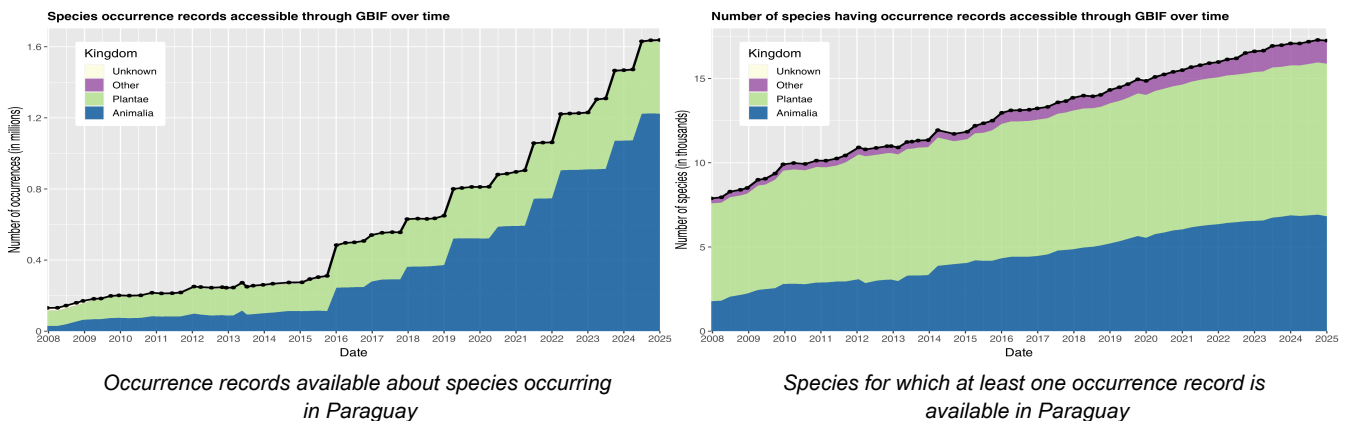 Species occurrence records accessible through GBIF over time
Number of occurrences (in millions)
1.6
1.2
0.8
0.4
0
Kingdom
Unknown
Other
Plantae
Animalia
2008 2009 2010 2011 2012 2013 2014 2015 2016 2017 2018 2019 2020 2021 2022 2023 2024 2025
Date
Occurrence records available about species occurring
in Paraguay
Number of species having occurrence records accessible through GBIF over time
Number of species (in thousands)
15
10
5
0
Kingdom
Unknown
Other
Plantae
Animalia
2008 2009 2010 2011 2012 2013 2014 2015 2016 2017 2018 2019 2020 2021 2022 2023 2024 2025
Date
Species for which at least one occurrence record is
available in Paraguay